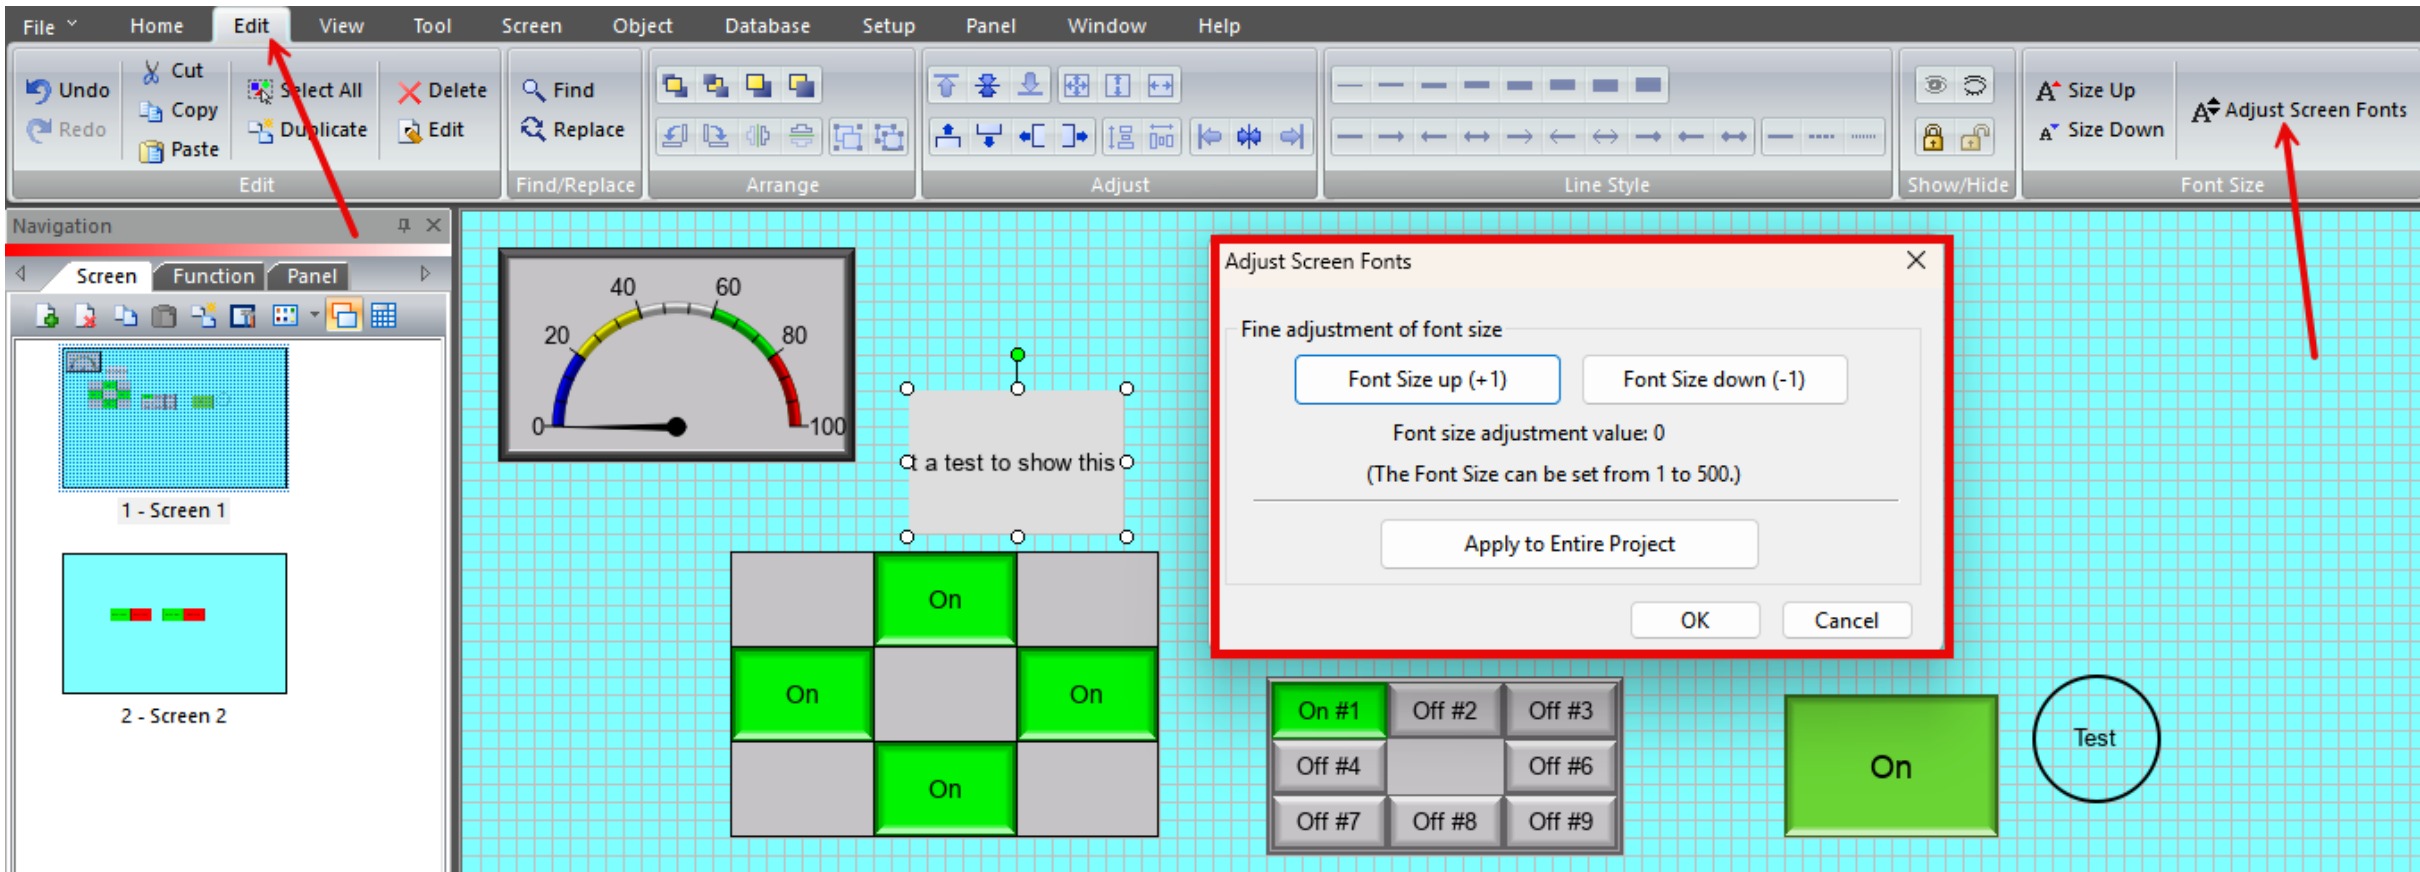 File Home Edit View Tool Screen Object Database Setup Panel Window Help
Undo
Redo
Cut
Copy
Paste
Select All
Duplicate
Delete
Edit
Edit
Find
Replace
Find/Replace
Arrange
Adjust
Line Style
Show/Hide
Size Up
Size Down
Adjust Screen Fonts
Font Size
Navigation
Screen Function Panel
1 - Screen 1
2 - Screen 2
0 20 40 60 80 100
t a test to show this
On
On On
On
Adjust Screen Fonts
Fine adjustment of font size
Font Size up (+1) Font Size down (-1)
Font size adjustment value: 0
(The Font Size can be set from 1 to 500.)
Apply to Entire Project
OK Cancel
On #1 Off #2 Off #3
Off #4 Off #6
Off #7 Off #8 Off #9
On
Test